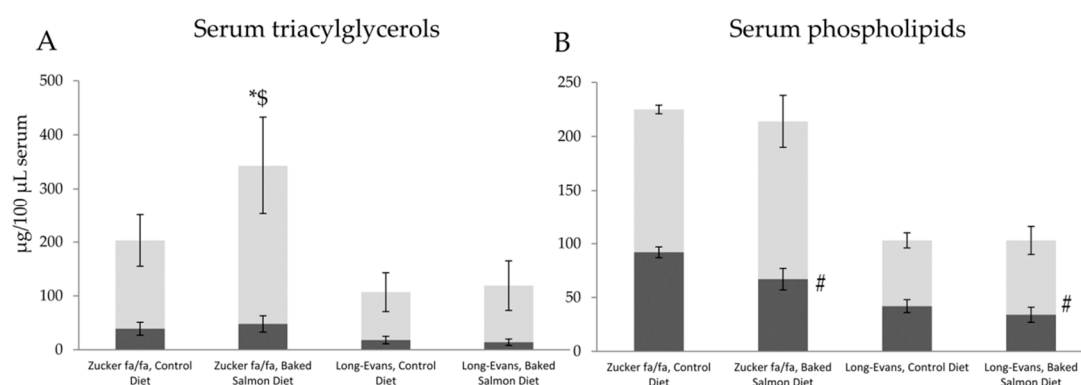 A
Serum triacylglycerols
*$
500
400
300
200
100
0
µg/100 µL serum
Zucker fa/fa, Control
Diet
Zucker fa/fa, Baked
Salmon Diet
Long-Evans, Control
Diet
Long-Evans, Baked
Salmon Diet
B
Serum phospholipids
250
200
150
100
50
0
#
#
Zucker fa/fa, Control
Diet
Zucker fa/fa, Baked
Salmon Diet
Long-Evans, Control Diet
Long-Evans, Baked
Salmon Diet